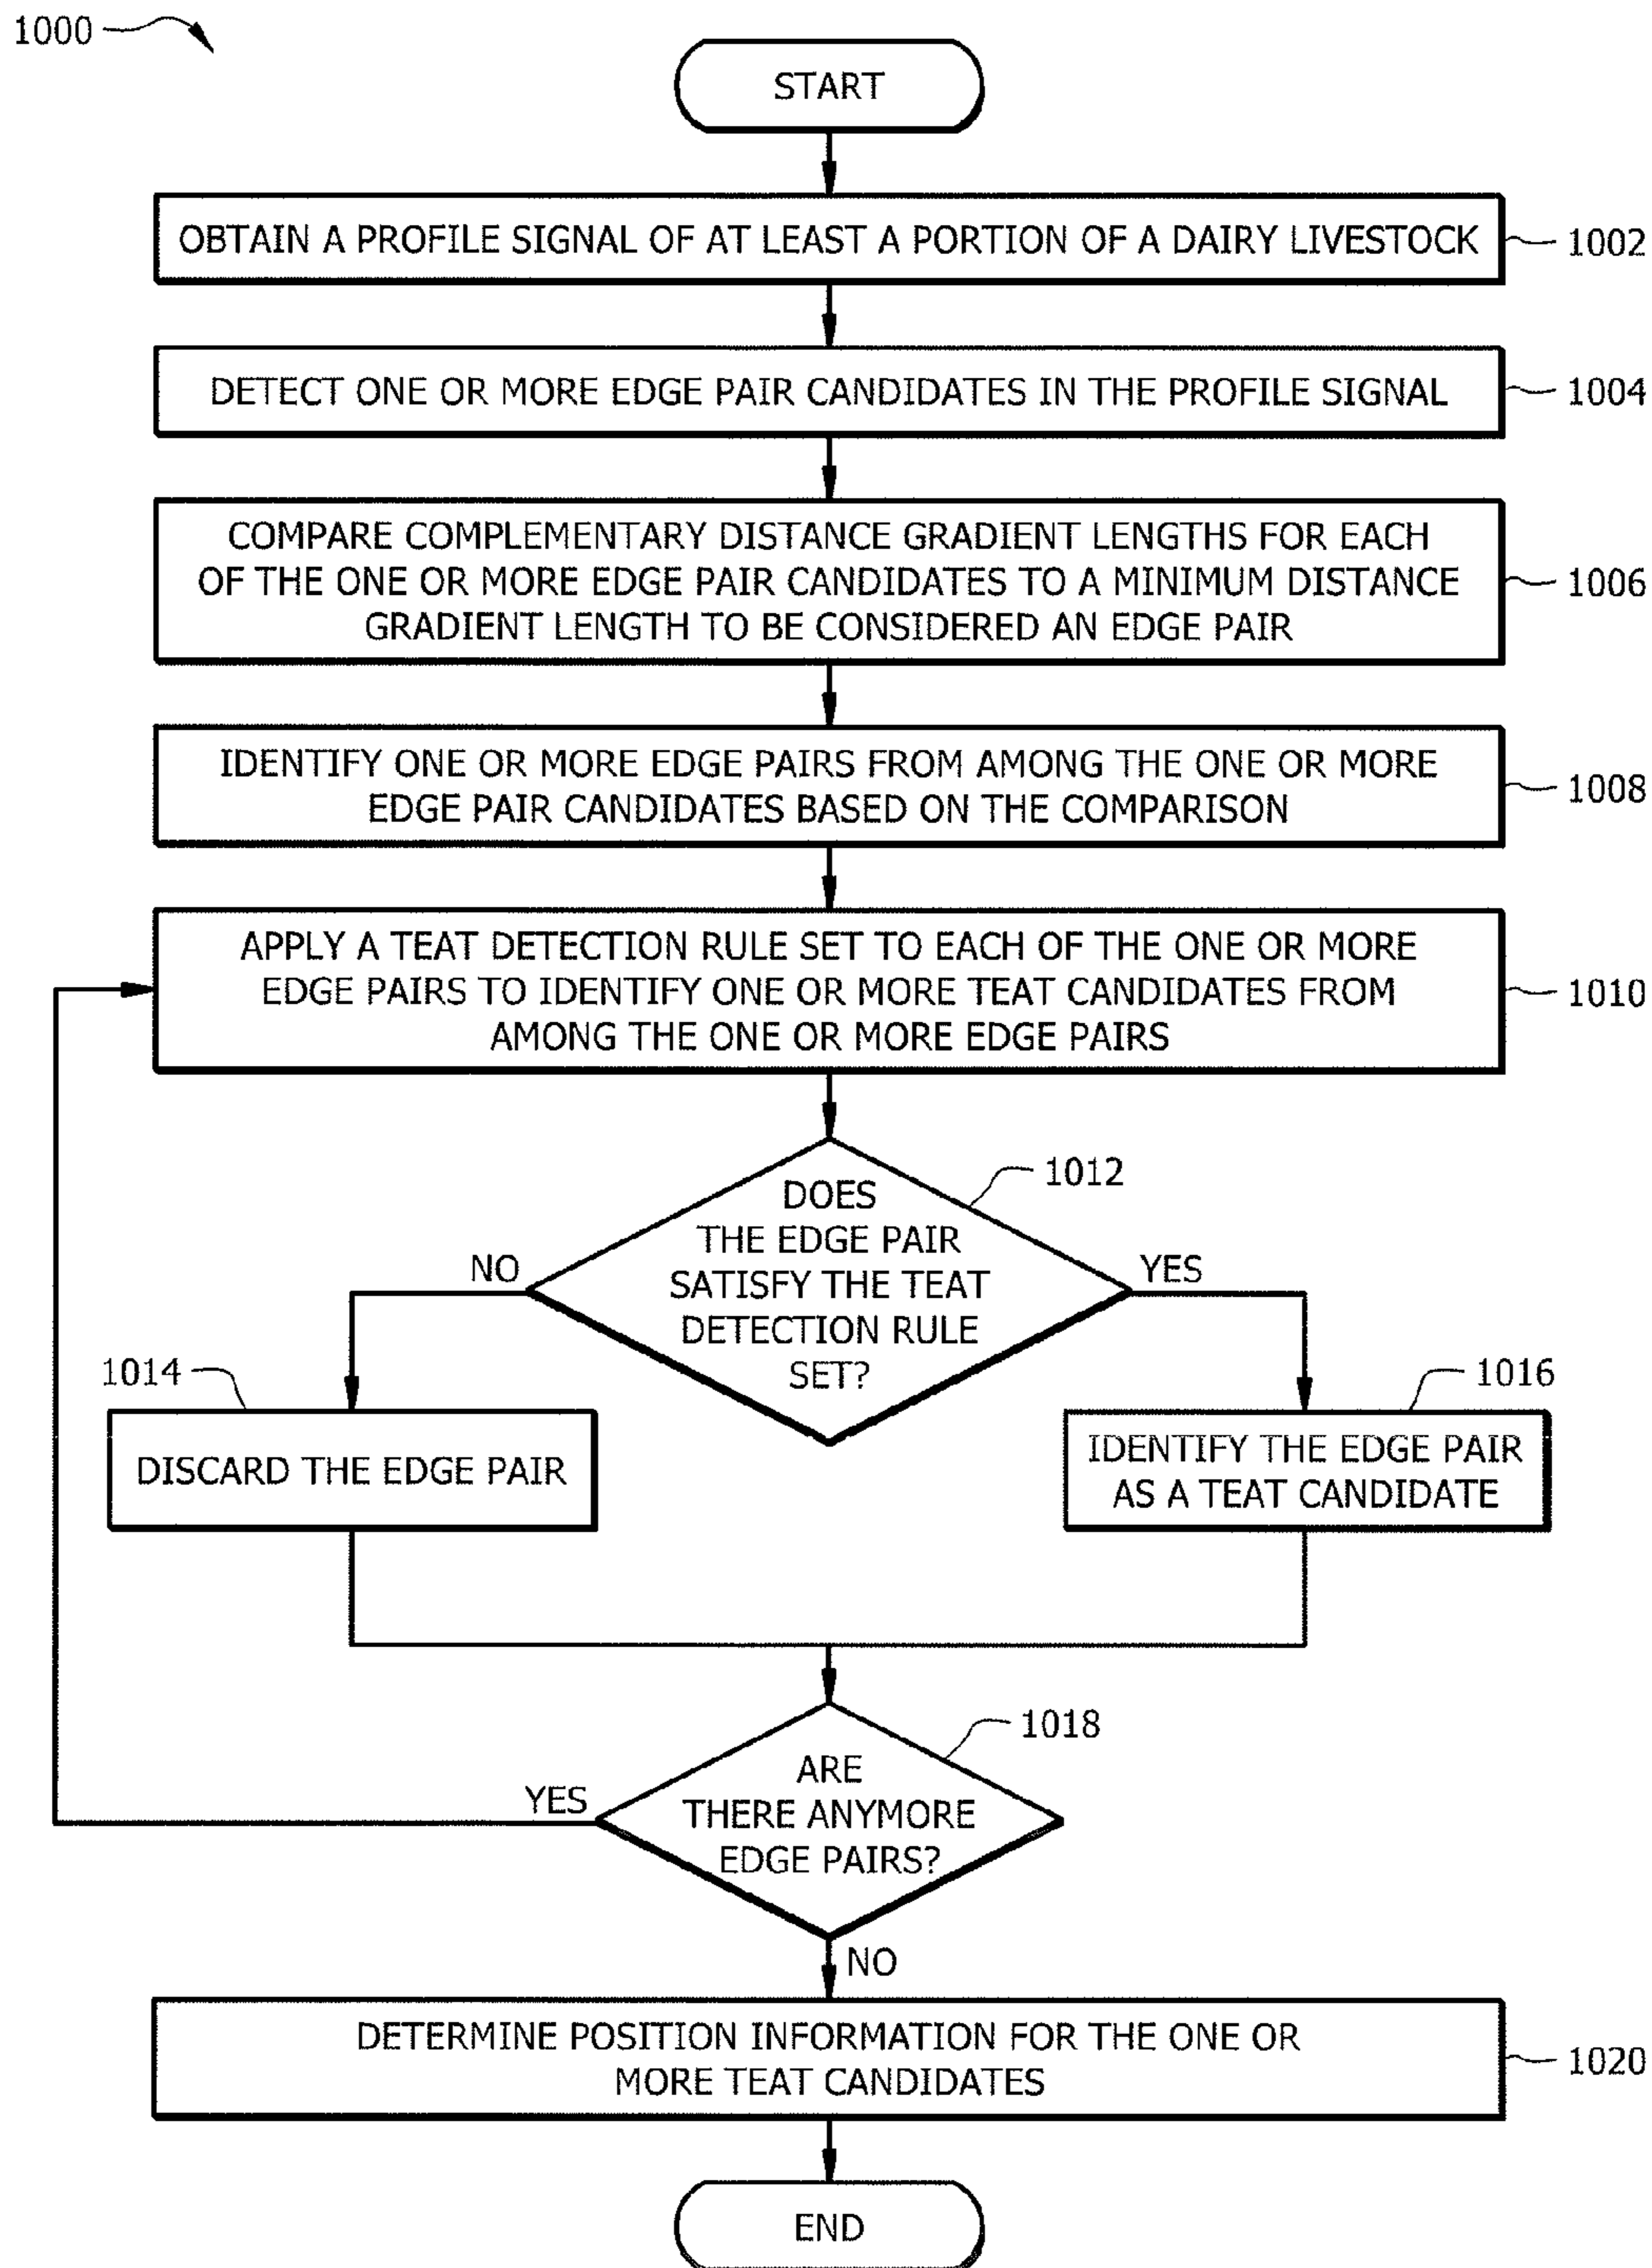 1000
START
OBTAIN A PROFILE SIGNAL OF AT LEAST A PORTION OF A DAIRY LIVESTOCK
1002
DETECT ONE OR MORE EDGE PAIR CANDIDATES IN THE PROFILE SIGNAL
1004
COMPARE COMPLEMENTARY DISTANCE GRADIENT LENGTHS FOR EACH
OF THE ONE OR MORE EDGE PAIR CANDIDATES TO A MINIMUM DISTANCE
GRADIENT LENGTH TO BE CONSIDERED AN EDGE PAIR
1006
IDENTIFY ONE OR MORE EDGE PAIRS FROM AMONG THE ONE OR MORE
EDGE PAIR CANDIDATES BASED ON THE COMPARISON
1008
APPLY A TEAT DETECTION RULE SET TO EACH OF THE ONE OR MORE
EDGE PAIRS TO IDENTIFY ONE OR MORE TEAT CANDIDATES FROM
AMONG THE ONE OR MORE EDGE PAIRS
1010
1012
DOES
THE EDGE PAIR
SATISFY THE TEAT
DETECTION RULE
SET?
NO
YES
1014
DISCARD THE EDGE PAIR
1016
IDENTIFY THE EDGE PAIR
AS A TEAT CANDIDATE
1018
ARE
THERE ANYMORE
EDGE PAIRS?
YES
NO
DETERMINE POSITION INFORMATION FOR THE ONE OR
MORE TEAT CANDIDATES
1020
END